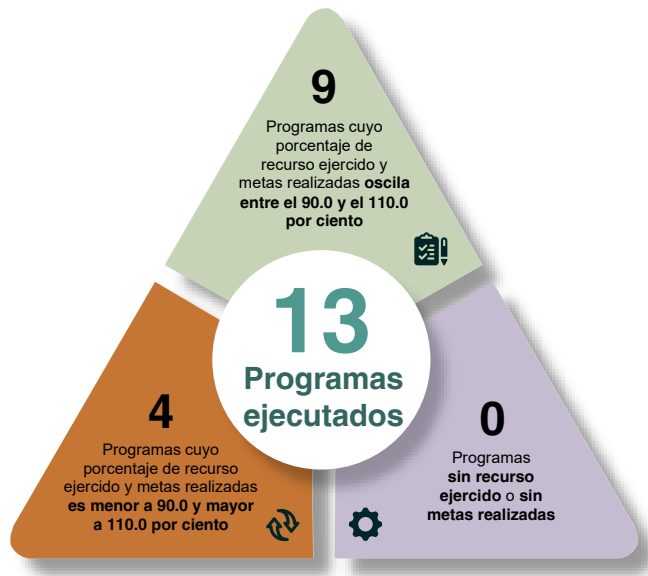 9
Programas cuyo
porcentaje de
recurso ejercido y
metas realizadas oscila
entre el 90.0 y el 110.0
por ciento
13
Programas
ejecutados
4
Programas cuyo
porcentaje de recurso
ejercido y metas realizadas
es menor a 90.0 y mayor
a 110.0 por ciento
0
Programas
sin recurso
ejercido o sin
metas realizadas